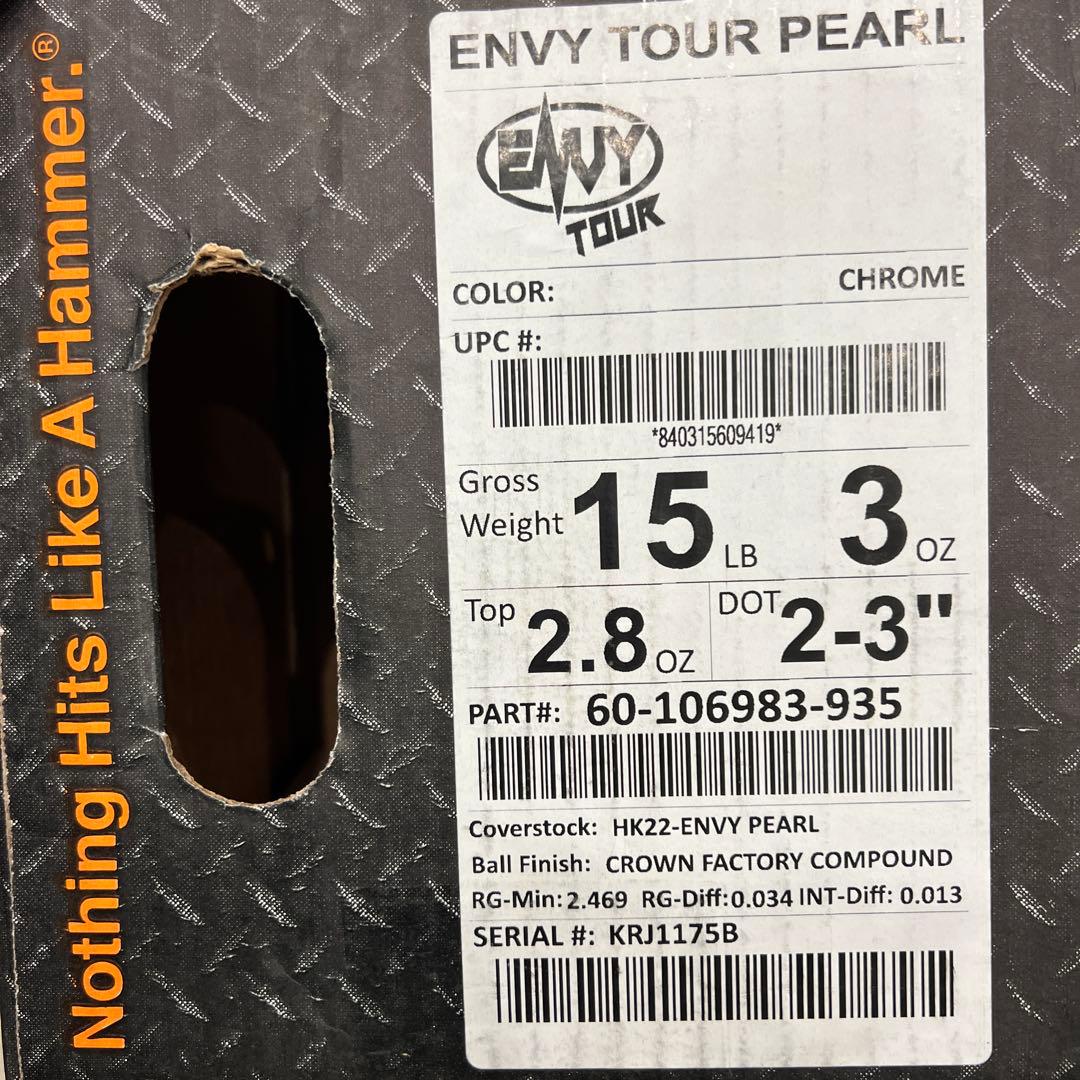 Nothing Hits Like A Hammer.®
ENVY TOUR PEARL
ENVY
TOUR
COLOR: CHROME
UPC #:
*840315609419*
Gross Weight 15 LB 3 OZ
Top 2.8 OZ DOT 2-3"
PART#: 60-106983-935
Coverstock: HK22-ENVY PEARL
Ball Finish: CROWN FACTORY COMPOUND
RG-Min: 2.469 RG-Diff: 0.034 INT-Diff: 0.013
SERIAL #: KRJ1175B